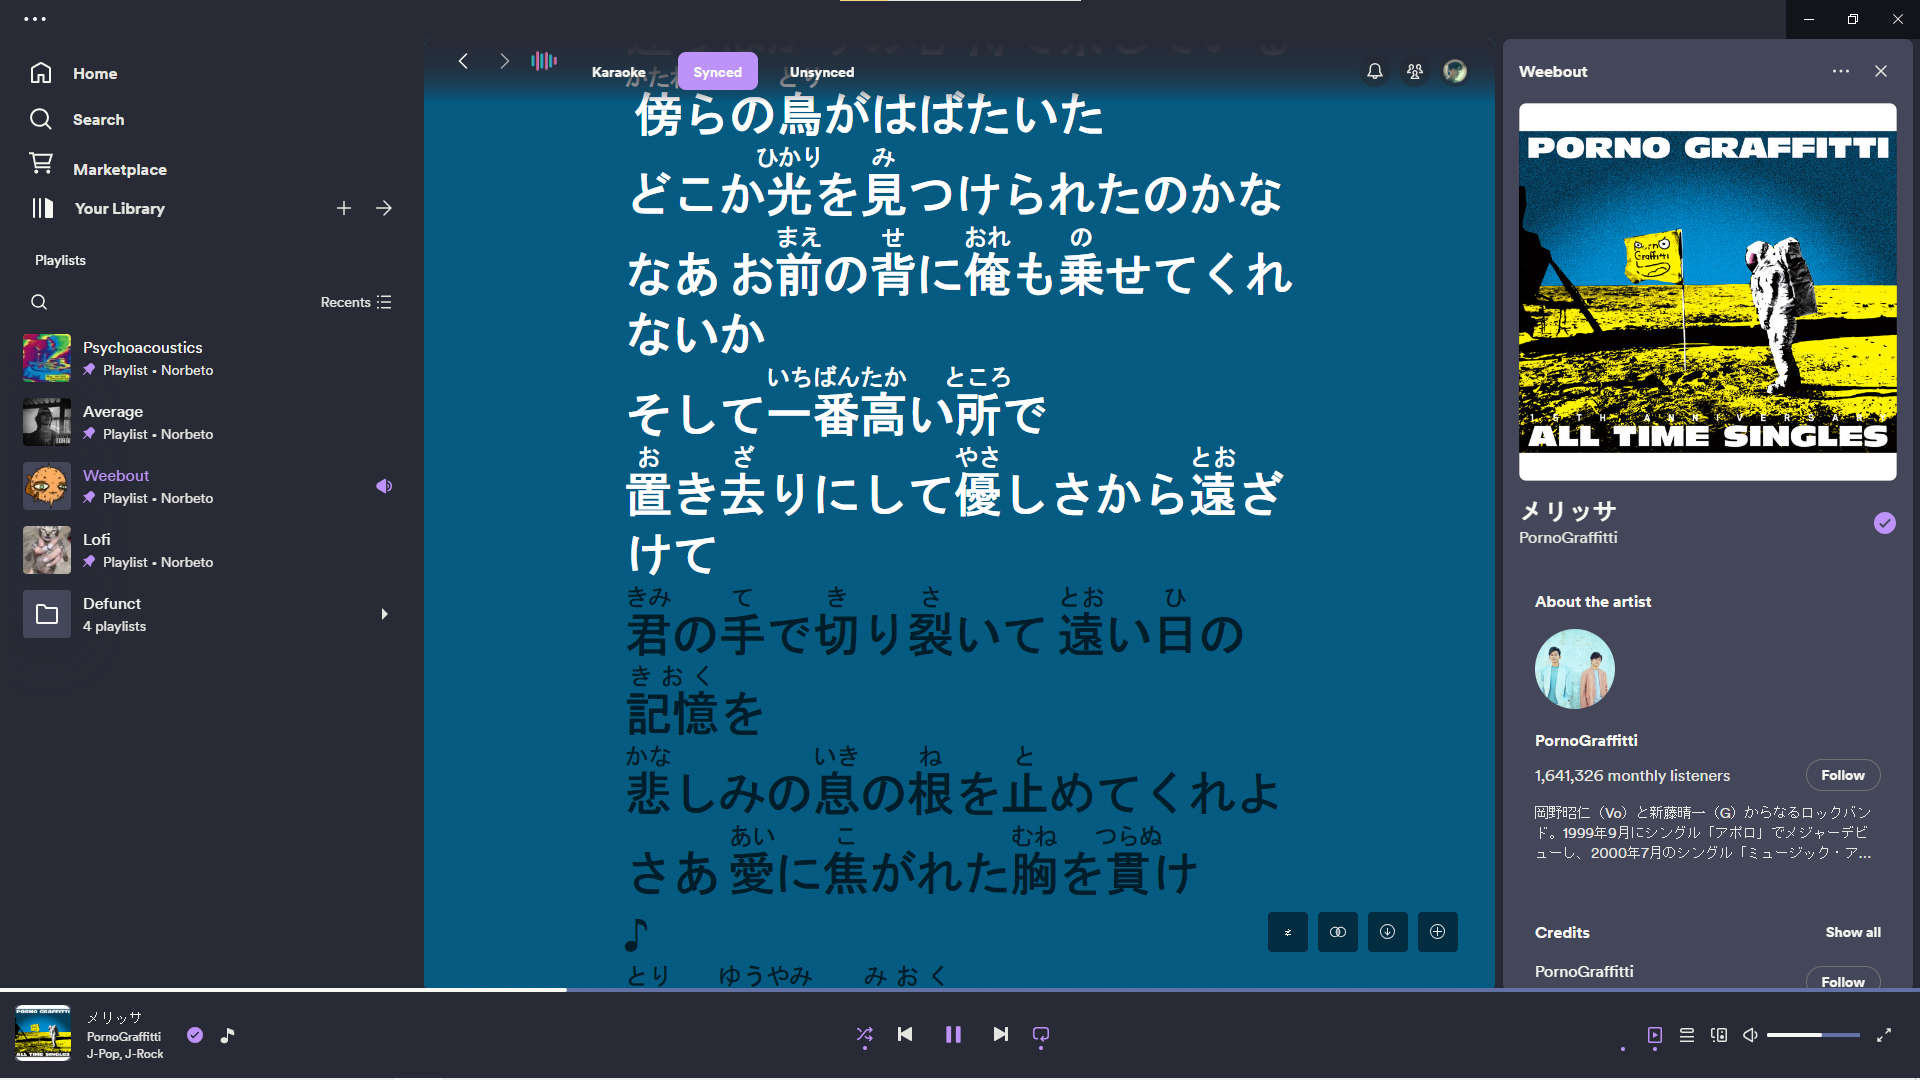 Home
Search
Marketplace
Your Library
Playlists
Recents
Psychoacoustics
Playlist • Norbeto
Average
Playlist • Norbeto
Weebout
Playlist • Norbeto
Lofi
Playlist • Norbeto
Defunct
4 playlists
Karaoke
Synced
Unsynced
とり
傍らの鳥がはばたいた
ひかり み
どこか光を見つけられたのかな
まえ せ おれ の
なあ お前の背に俺も乗せてくれ
ないか
いちばんたか ところ
そして一番高い所で
お ざ やさ とお
置き去りにして優しさから遠ざ
けて
きみ て き さ とお ひ
君の手で切り裂いて 遠い日の
き おく
記憶を
かな いき ね と
悲しみの息の根を止めてくれよ
あい こ むね つらぬ
さあ 愛に焦がれた胸を貫け
♪
とり ゆうやみ み おく
Weebout
PORNO GRAFFITTI
Porno
Graffitti
15TH ANNIVERSARY
ALL TIME SINGLES
メリッサ
PornoGraffitti
About the artist
PornoGraffitti
1,641,326 monthly listeners
Follow
岡野昭仁（Vo）と新藤晴一（G）からなるロックバン
ド。1999年9月にシングル「アポロ」でメジャーデビ
ューし、2000年7月のシングル「ミュージック・ア...
Credits
Show all
PornoGraffitti
Follow
PORNO GRAFFITTI
ALL TIME SINGLES
メリッサ
PornoGraffitti
J-Pop, J-Rock